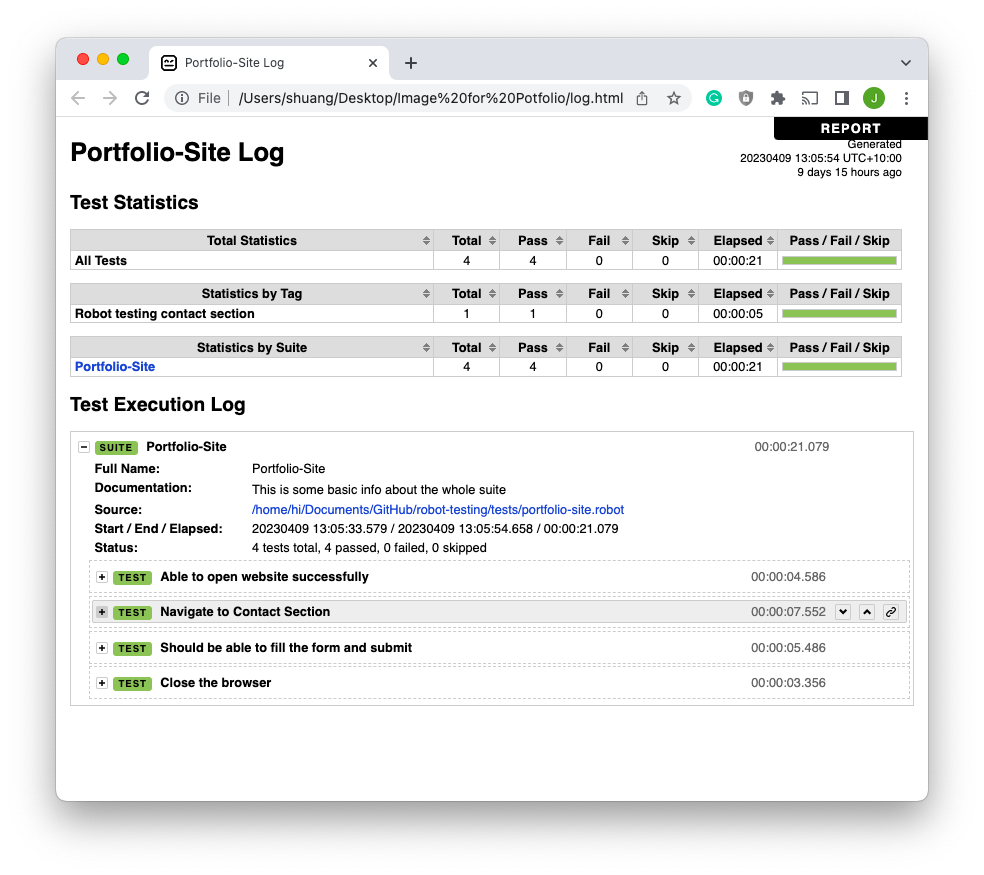 Portfolio-Site Log
File /Users/shuang/Desktop/Image%20for%20Potfolio/log.html J
REPORT
Portfolio-Site Log
Generated
20230409 13:05:54 UTC+10:00
9 days 15 hours ago
Test Statistics
Total Statistics Total Pass Fail Skip Elapsed Pass / Fail / Skip
All Tests 4 4 0 0 00:00:21
Statistics by Tag Total Pass Fail Skip Elapsed Pass / Fail / Skip
Robot testing contact section 1 1 0 0 00:00:05
Statistics by Suite Total Pass Fail Skip Elapsed Pass / Fail / Skip
Portfolio-Site 4 4 0 0 00:00:21
Test Execution Log
SUITE Portfolio-Site 00:00:21.079
Full Name: Portfolio-Site
Documentation: This is some basic info about the whole suite
Source: /home/hi/Documents/GitHub/robot-testing/tests/portfolio-site.robot
Start / End / Elapsed: 20230409 13:05:33.579 / 20230409 13:05:54.658 / 00:00:21.079
Status: 4 tests total, 4 passed, 0 failed, 0 skipped
TEST Able to open website successfully 00:00:04.586
TEST Navigate to Contact Section 00:00:07.552
TEST Should be able to fill the form and submit 00:00:05.486
TEST Close the browser 00:00:03.356